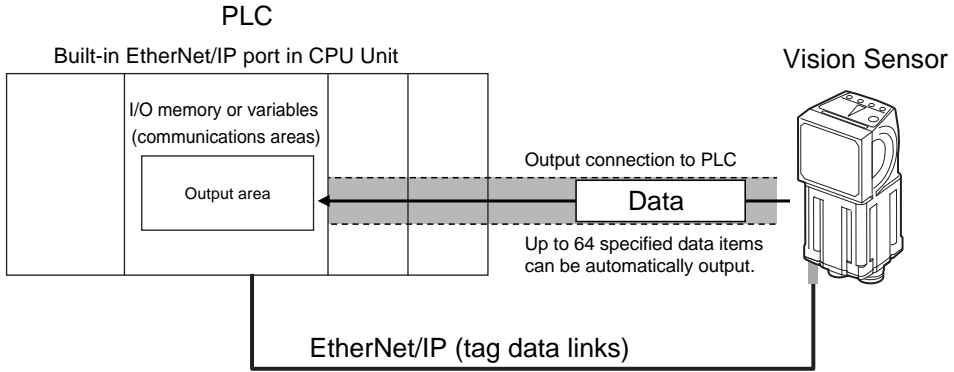 PLC
Built-in EtherNet/IP port in CPU Unit
Vision Sensor
I/O memory or variables
(communications areas)
Output connection to PLC
Output area
Data
Up to 64 specified data items
can be automatically output.
EtherNet/IP (tag data links)